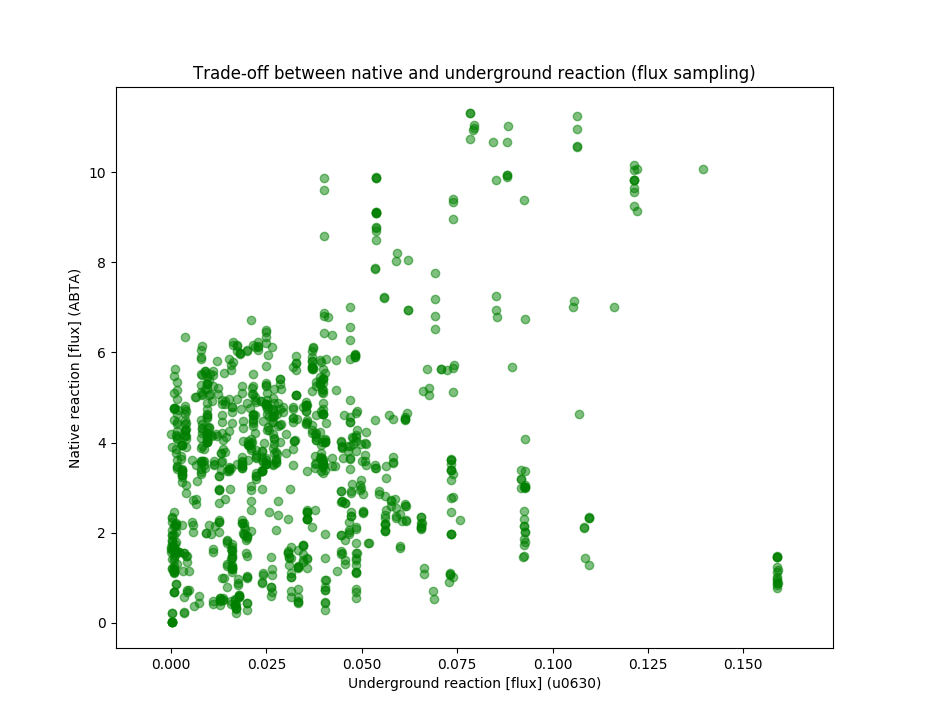 Trade-off between native and underground reaction (flux sampling)
10
8
6
4
2
0
Native reaction [flux] (ABTA)
0.000 0.025 0.050 0.075 0.100 0.125 0.150
Underground reaction [flux] (u0630)